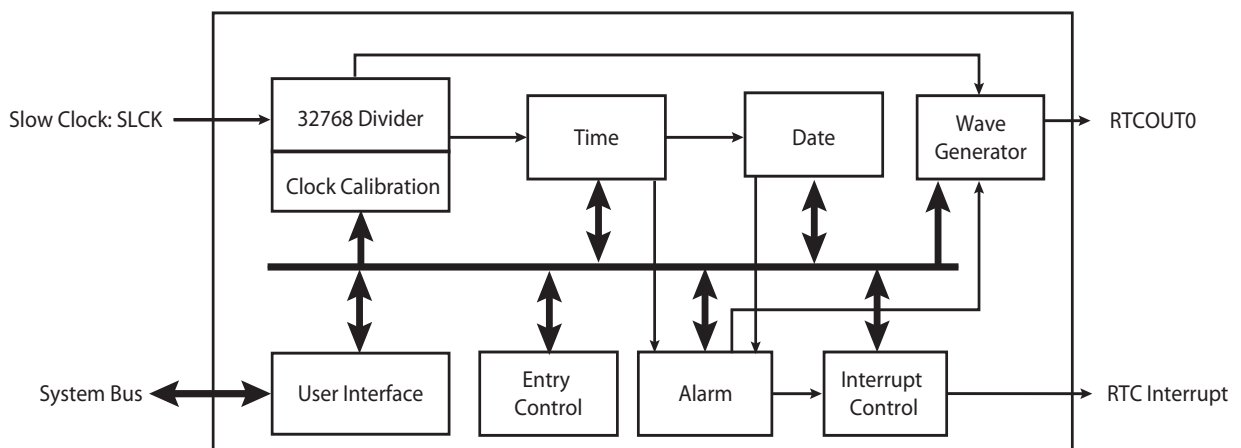 Slow Clock: SLCK
32768 Divider
Clock Calibration
Time
Date
Wave
Generator
RTCOUT0
System Bus
User Interface
Entry
Control
Alarm
Interrupt
Control
RTC Interrupt